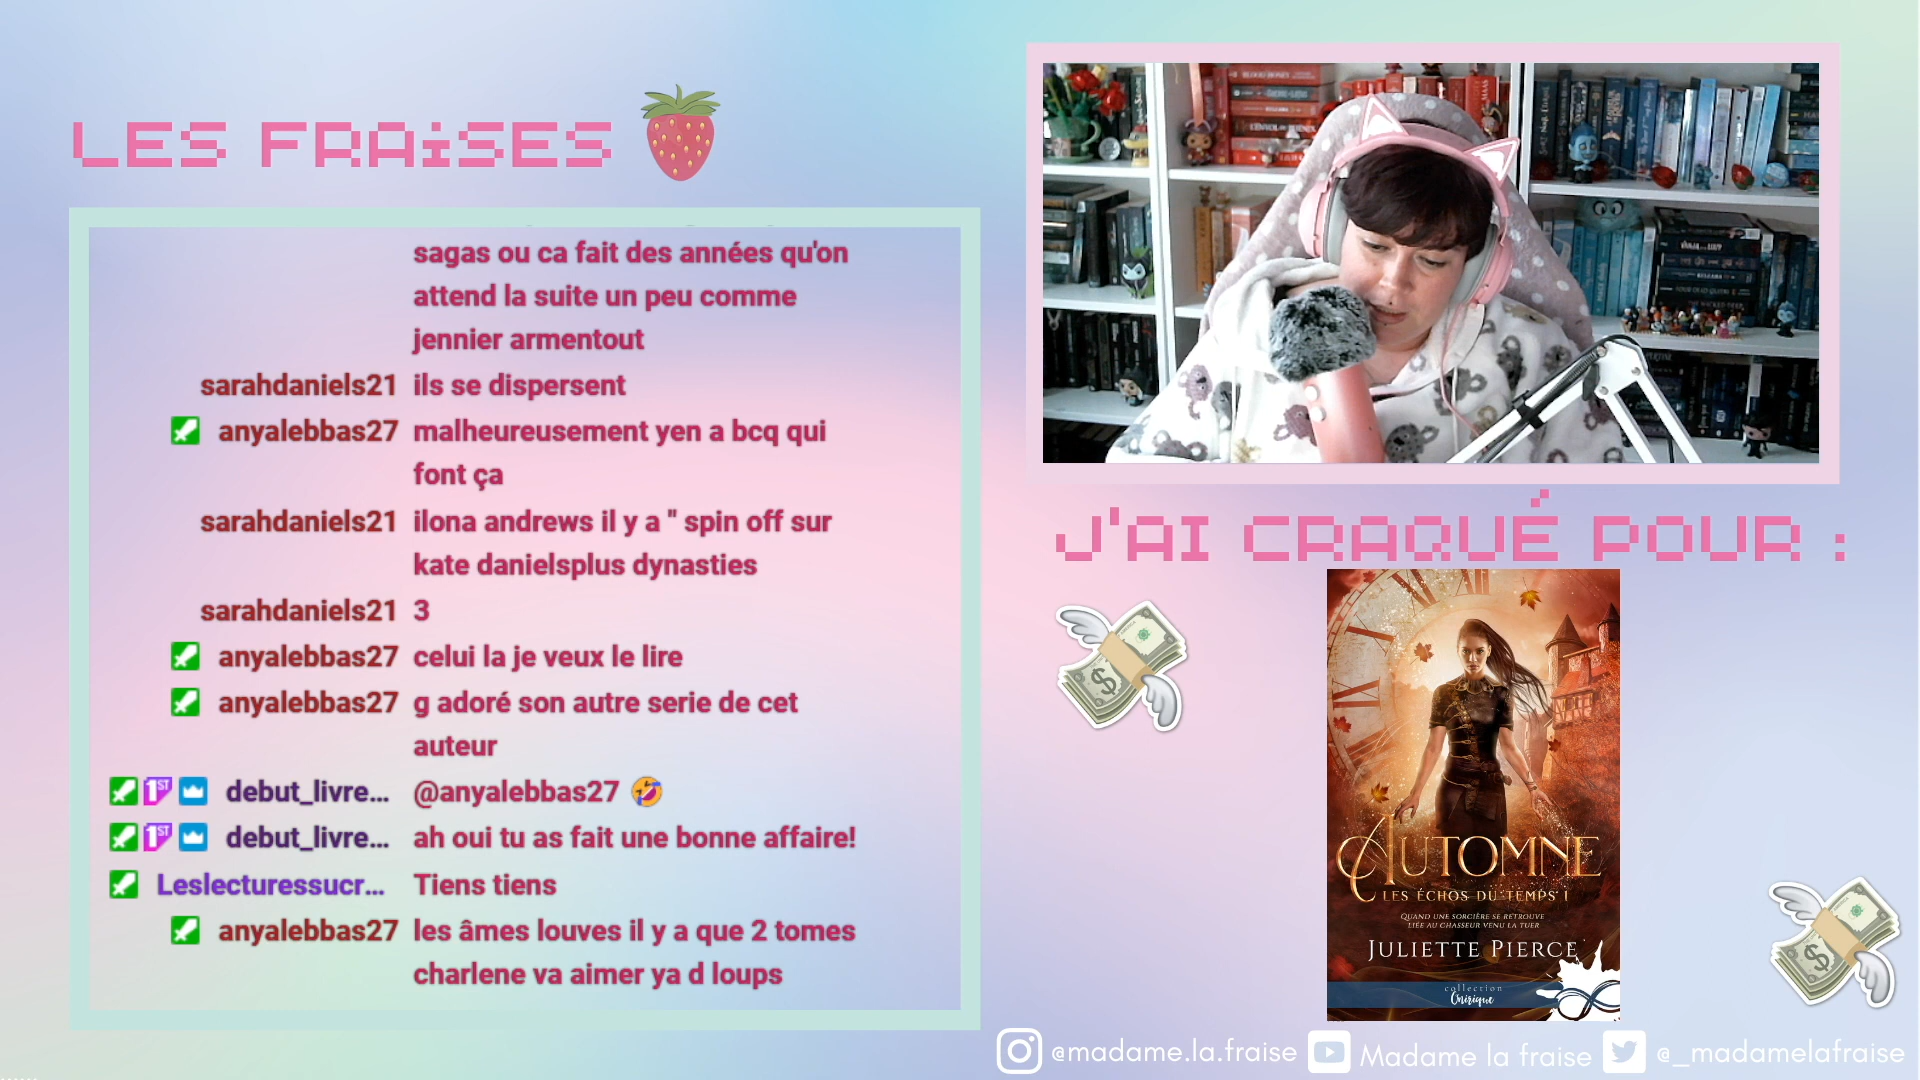 LES FRAiSES
sagas ou ca fait des années qu'on
attend la suite un peu comme
jennier armentout
sarahdaniels21 ils se dispersent
anyalebbas27 malheureusement yen a bcq qui
font ça
sarahdaniels21 ilona andrews il y a " spin off sur
kate danielsplus dynasties
sarahdaniels21 3
anyalebbas27 celui la je veux le lire
anyalebbas27 g adoré son autre serie de cet
auteur
1ST debut_livre... @anyalebbas27
1ST debut_livre... ah oui tu as fait une bonne affaire!
Leslecturessucr... Tiens tiens
anyalebbas27 les âmes louves il y a que 2 tomes
charlene va aimer ya d loups
J'AI CRAQUÉ POUR :
AUTOMNE
LES ÉCHOS DU TEMPS I
QUAND UNE SORCIÈRE SE RETROUVE
LIÉE AU CHASSEUR VENU LA TUER
JULIETTE PIERCE
collection
Onirique
@madame.la.fraise
Madame la fraise
@_madamelafraise